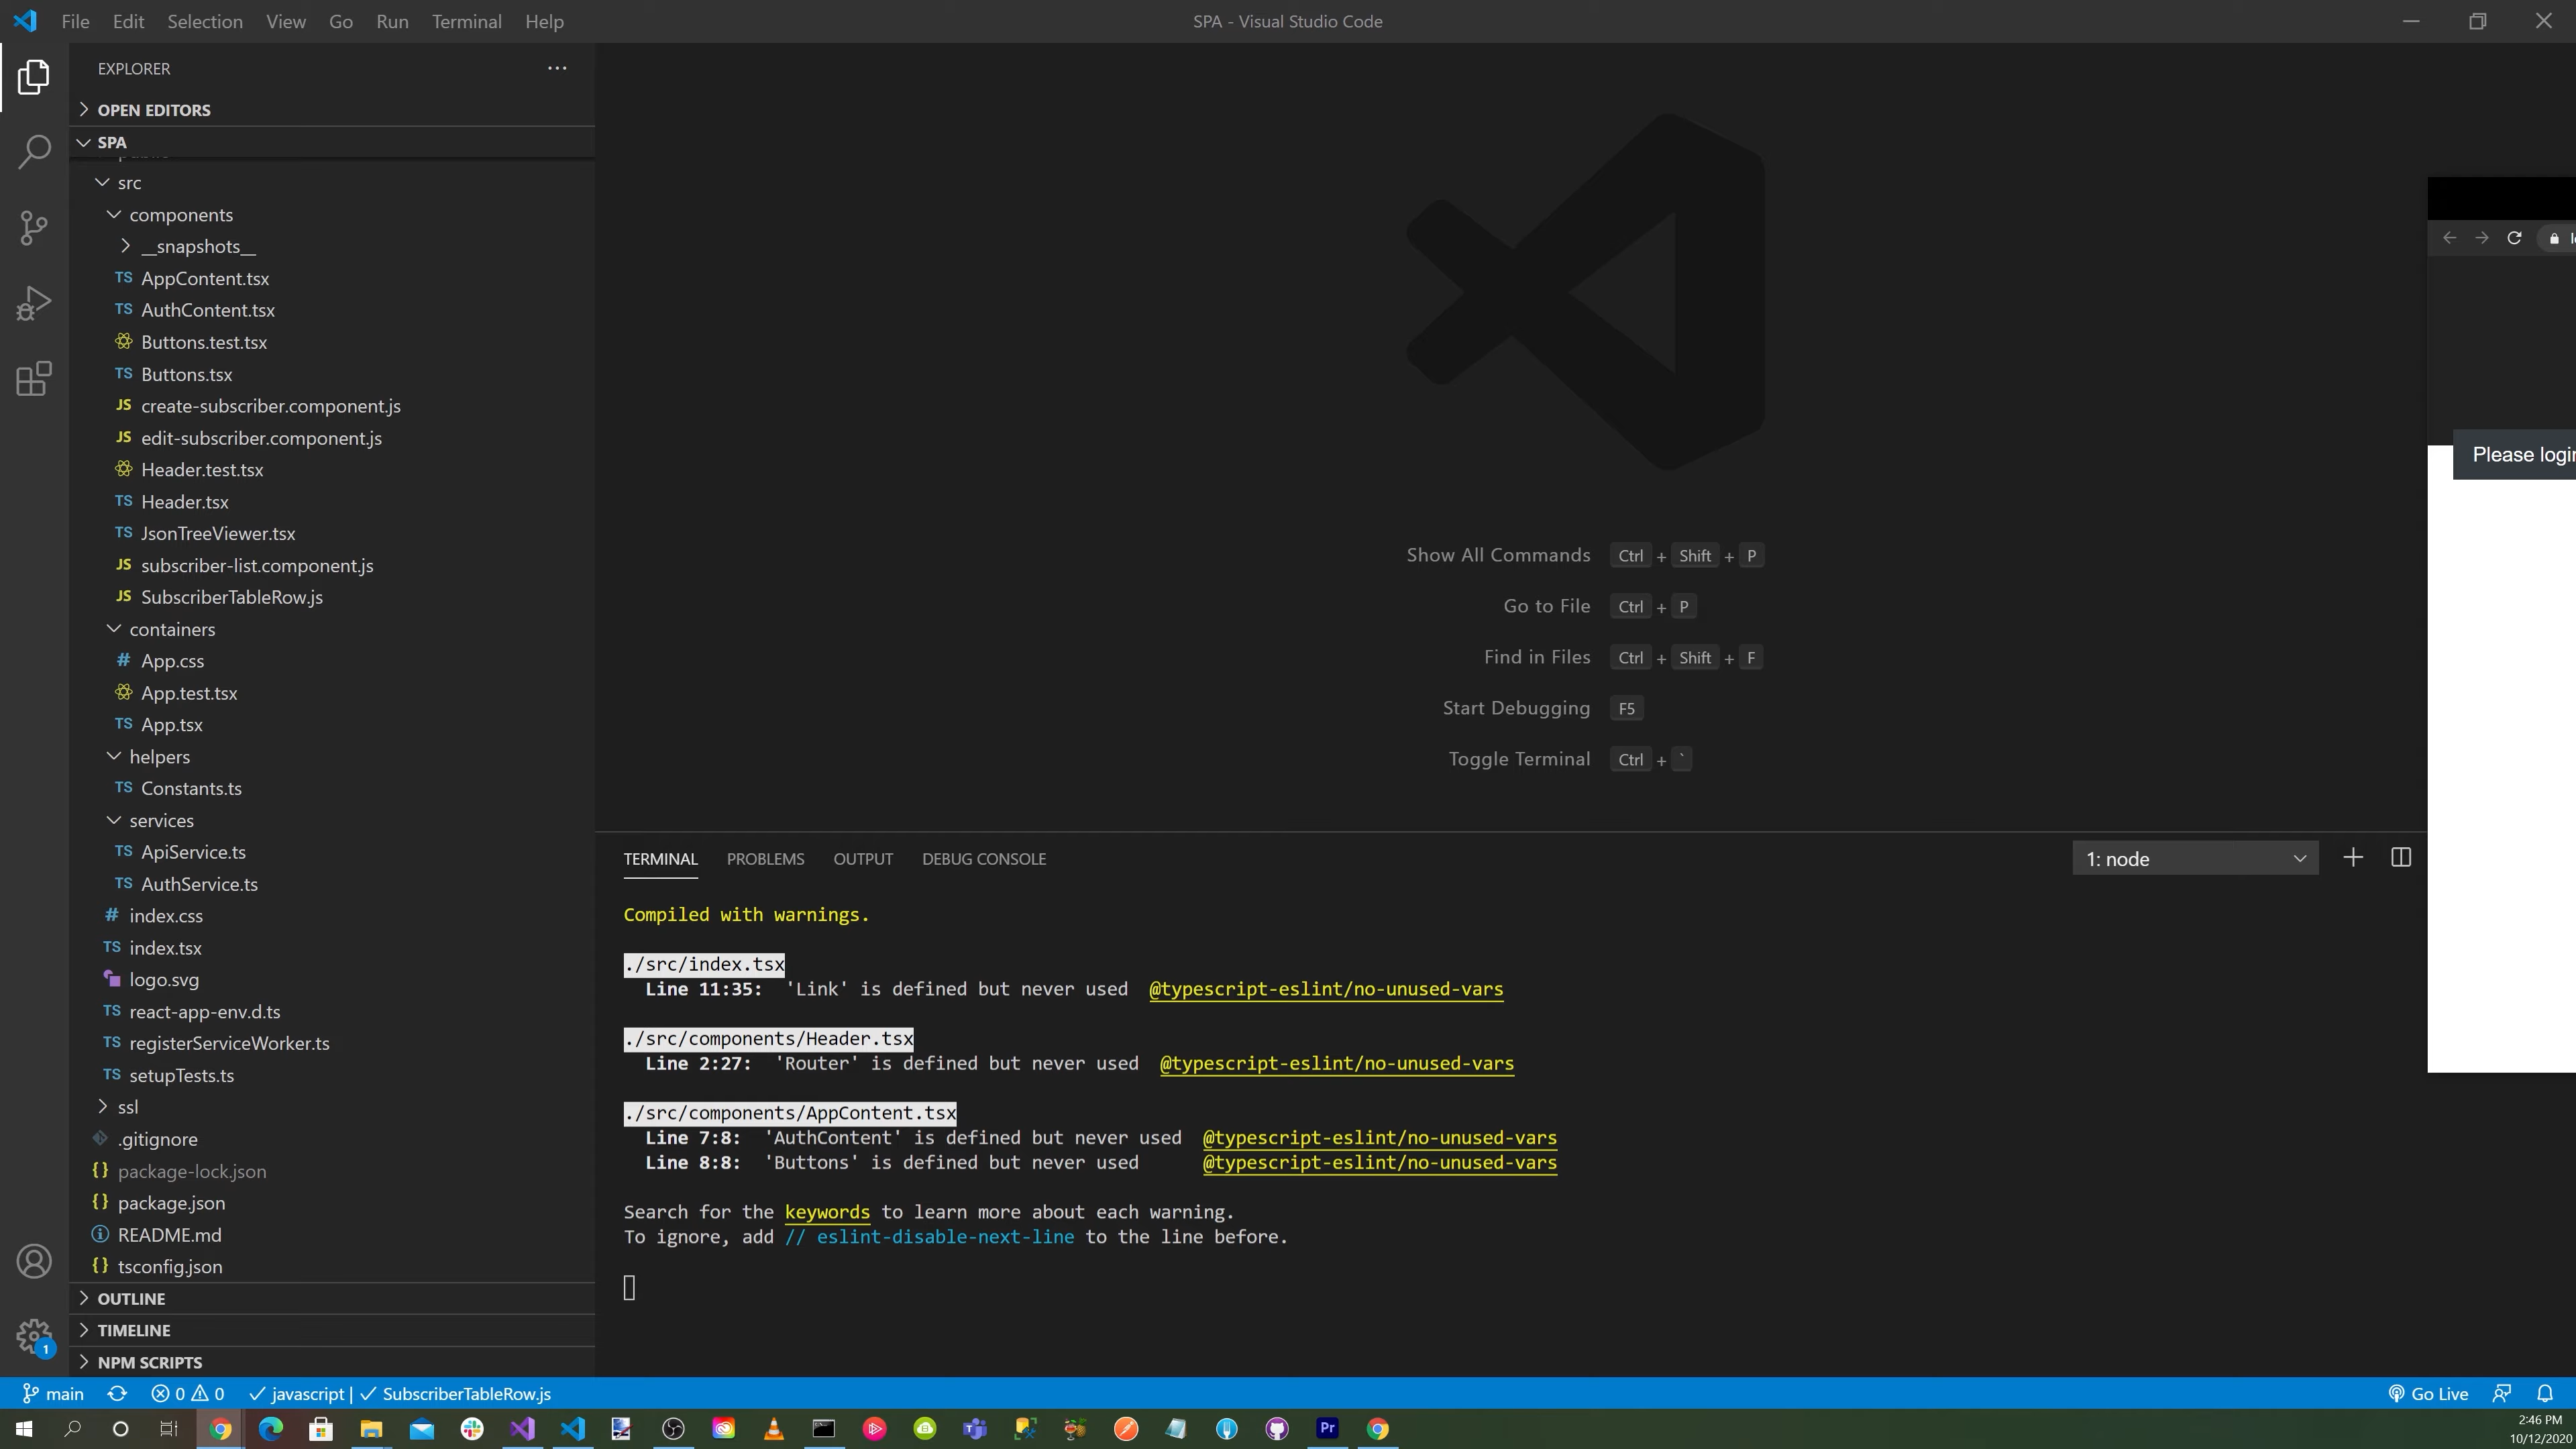 File Edit Selection View Go Run Terminal Help
SPA - Visual Studio Code
EXPLORER
OPEN EDITORS
SPA
src
components
__snapshots__
AppContent.tsx
AuthContent.tsx
Buttons.test.tsx
Buttons.tsx
create-subscriber.component.js
edit-subscriber.component.js
Header.test.tsx
Header.tsx
JsonTreeViewer.tsx
subscriber-list.component.js
SubscriberTableRow.js
containers
App.css
App.test.tsx
App.tsx
helpers
Constants.ts
services
ApiService.ts
AuthService.ts
index.css
index.tsx
logo.svg
react-app-env.d.ts
registerServiceWorker.ts
setupTests.ts
ssl
.gitignore
package-lock.json
package.json
README.md
tsconfig.json
OUTLINE
TIMELINE
NPM SCRIPTS
Show All Commands Ctrl + Shift + P
Go to File Ctrl + P
Find in Files Ctrl + Shift + F
Start Debugging F5
Toggle Terminal Ctrl + `
Please login
TERMINAL PROBLEMS OUTPUT DEBUG CONSOLE
1: node
Compiled with warnings.
./src/index.tsx
Line 11:35: 'Link' is defined but never used @typescript-eslint/no-unused-vars
./src/components/Header.tsx
Line 2:27: 'Router' is defined but never used @typescript-eslint/no-unused-vars
./src/components/AppContent.tsx
Line 7:8: 'AuthContent' is defined but never used @typescript-eslint/no-unused-vars
Line 8:8: 'Buttons' is defined but never used @typescript-eslint/no-unused-vars
Search for the keywords to learn more about each warning.
To ignore, add // eslint-disable-next-line to the line before.
1
main 0 0 javascript | SubscriberTableRow.js
Go Live
Pr
2:46 PM
10/12/2020